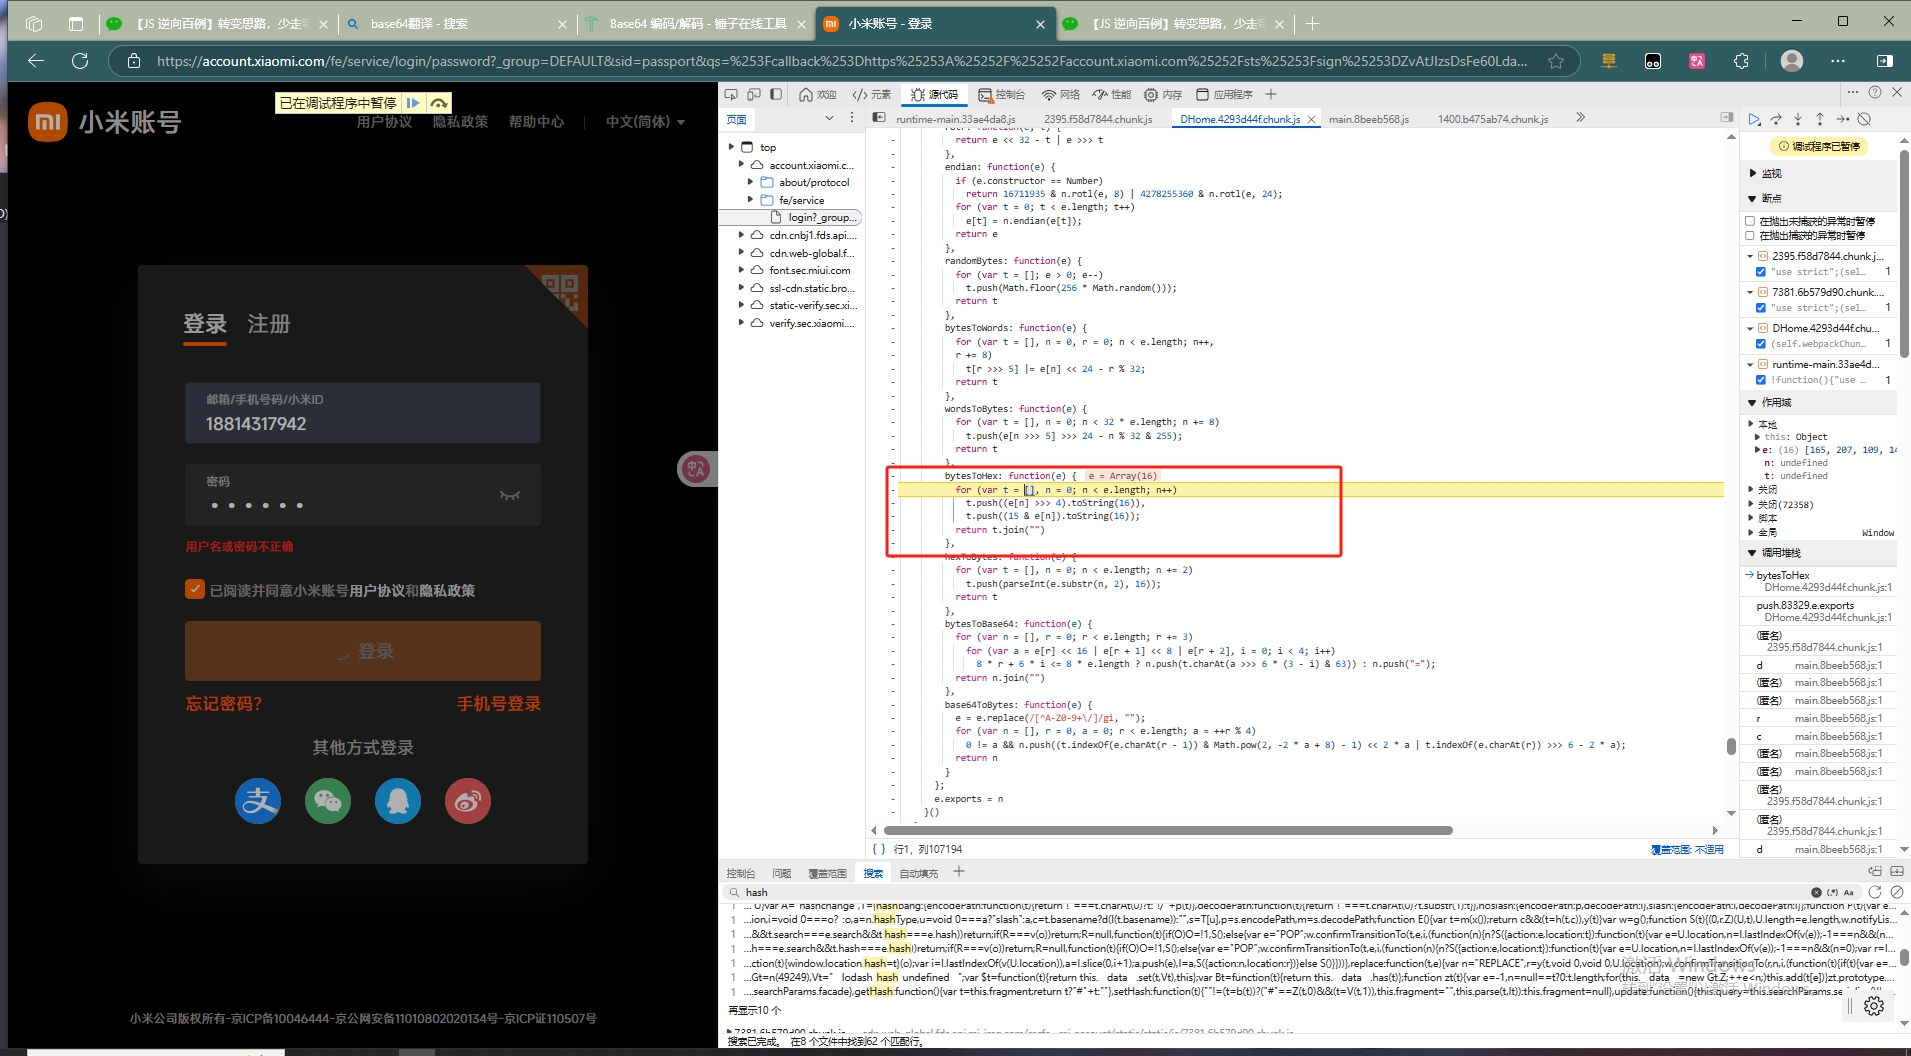 【JS 逆向百例】转变思路，少走
base64翻译 - 搜索
Base64 编码/解码 - 锤子在线工具
小米账号 - 登录
【JS 逆向百例】转变思路，少走
https://account.xiaomi.com/fe/service/login/password?_group=DEFAULT&sid=passport&qs=%253Fcallback%253Dhttps%25253A%25252F%25252Faccount.xiaomi.com%25252Fsts%25253Fsign%25253DZvAtJIzsDsFe60Lda...
已在调试程序中暂停
小米账号
用户协议 隐私政策 帮助中心 中文(简体)
登录 注册
邮箱/手机号码/小米ID
18814317942
密码
用户名或密码不正确
已阅读并同意小米账号用户协议和隐私政策
登录
忘记密码?
手机号登录
其他方式登录
小米公司版权所有-京ICP备10046444-京公网安备11010802020134号-京ICP证110507号
欢迎 元素 源代码 控制台 网络 性能 内存 应用程序
页面
top
account.xiaomi.c...
about/protocol
fe/service
login?_group...
cdn.cnbj1.fds.api....
cdn.web-global.f...
font.sec.miui.com
ssl-cdn.static.bro...
static-verify.sec.xi...
verify.sec.xiaomi....
runtime-main.33ae4da8.js 2395.f58d7844.chunk.js DHome.4293d44f.chunk.js main.8beeb568.js 1400.b475ab74.chunk.js
return e << 32 - t | e >>> t
},
endian: function(e) {
if (e.constructor == Number)
return 16711935 & n.rotl(e, 8) | 4278255360 & n.rotl(e, 24);
for (var t = 0; t < e.length; t++)
e[t] = n.endian(e[t]);
return e
},
randomBytes: function(e) {
for (var t = []; e > 0; e--)
t.push(Math.floor(256 * Math.random()));
return t
},
bytesToWords: function(e) {
for (var t = [], n = 0, r = 0; n < e.length; n++,
r += 8)
t[r >>> 5] |= e[n] << 24 - r % 32;
return t
},
wordsToBytes: function(e) {
for (var t = [], n = 0; n < 32 * e.length; n += 8)
t.push(e[n >>> 5] >>> 24 - n % 32 & 255);
return t
},
bytesToHex: function(e) { e = Array(16)
for (var t = [], n = 0; n < e.length; n++)
t.push((e[n] >>> 4).toString(16)),
t.push((15 & e[n]).toString(16));
return t.join("")
},
hexToBytes: function(e) {
for (var t = [], n = 0; n < e.length; n += 2)
t.push(parseInt(e.substr(n, 2), 16));
return t
},
bytesToBase64: function(e) {
for (var n = [], r = 0; r < e.length; r += 3)
for (var a = e[r] << 16 | e[r + 1] << 8 | e[r + 2], i = 0; i < 4; i++)
8 * r + 6 * i <= 8 * e.length ? n.push(t.charAt(a >>> 6 * (3 - i) & 63)) : n.push("=");
return n.join("")
},
base64ToBytes: function(e) {
e = e.replace(/[^A-Z0-9+\/]/gi, "");
for (var n = [], r = 0, a = 0; r < e.length; a = ++r % 4)
0 != a && n.push((t.indexOf(e.charAt(r - 1)) & Math.pow(2, -2 * a + 8) - 1) << 2 * a | t.indexOf(e.charAt(r)) >>> 6 - 2 * a);
return n
}
};
e.exports = n
}()
{ } 行1，列107194
覆盖范围: 不适用
调试程序已暂停
监视
断点
在抛出未捕获的异常时暂停
在抛出捕获的异常时暂停
2395.f58d7844.chunk.j...
"use strict";(sel... 1
7381.6b579d90.chunk....
"use strict";(sel... 1
DHome.4293d44f.chu...
(self.webpackChun... 1
runtime-main.33ae4d...
!function(){"use ... 1
作用域
本地
this: Object
e: (16) [165, 207, 109, 14
n: undefined
t: undefined
关闭
关闭(72358)
脚本
全局 Window
调用堆栈
bytesToHex
DHome.4293d44f.chunk.js:1
push.83329.e.exports
DHome.4293d44f.chunk.js:1
(匿名)
2395.f58d7844.chunk.js:1
d main.8beeb568.js:1
(匿名) main.8beeb568.js:1
(匿名) main.8beeb568.js:1
r main.8beeb568.js:1
c main.8beeb568.js:1
(匿名) main.8beeb568.js:1
(匿名) main.8beeb568.js:1
(匿名)
2395.f58d7844.chunk.js:1
(匿名)
2395.f58d7844.chunk.js:1
d main.8beeb568.js:1
控制台 问题 覆盖范围 搜索 自动填充
hash
再显示10 个
搜索已完成。 在8 个文件中找到62 个匹配行。
激活 Windows